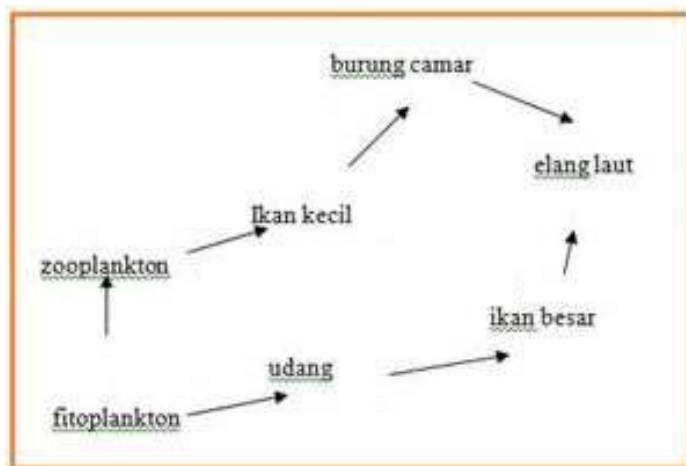 burung camar
elang laut
Ikan kecil
zooplankton
ikan besar
udang
fitoplankton